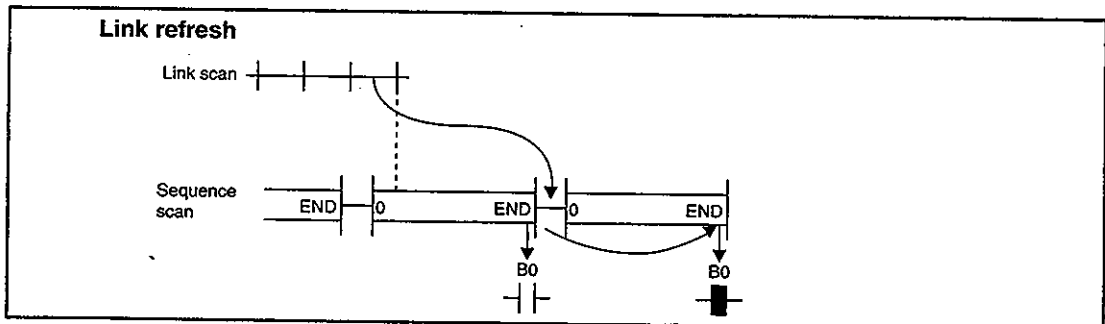 Link refresh
Link scan
Sequence
scan
END 0 END 0 END
B0 B0